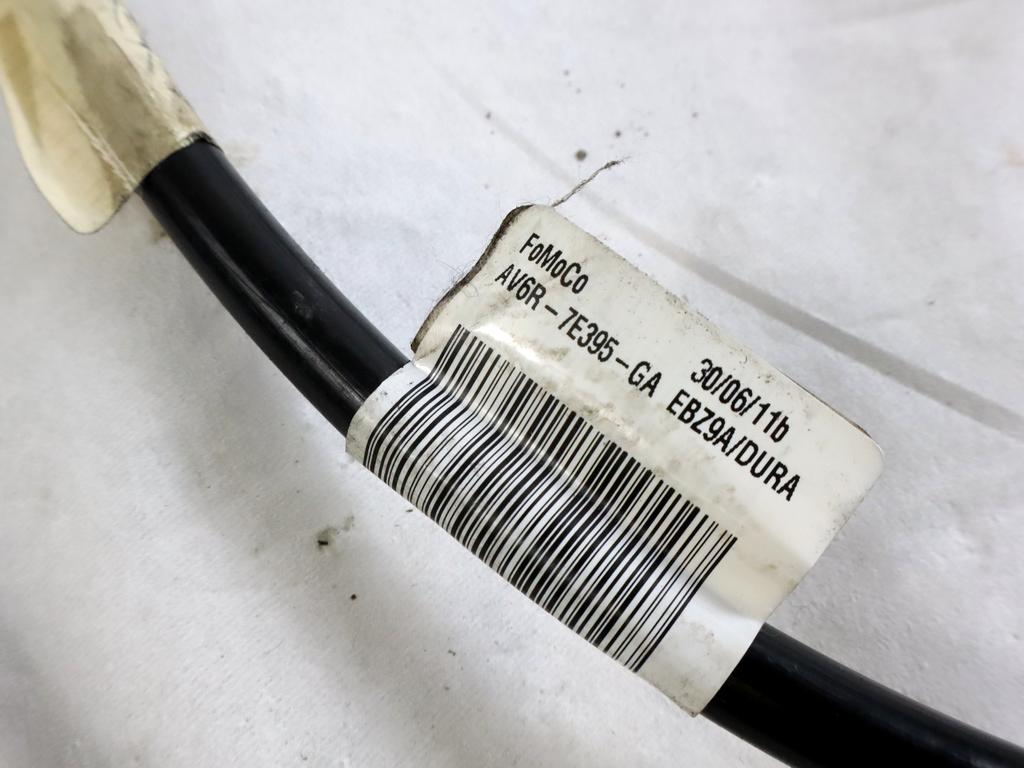 FoMoCo
30/06/11b
AV6R-7E395-GA EBZ9A/DURA